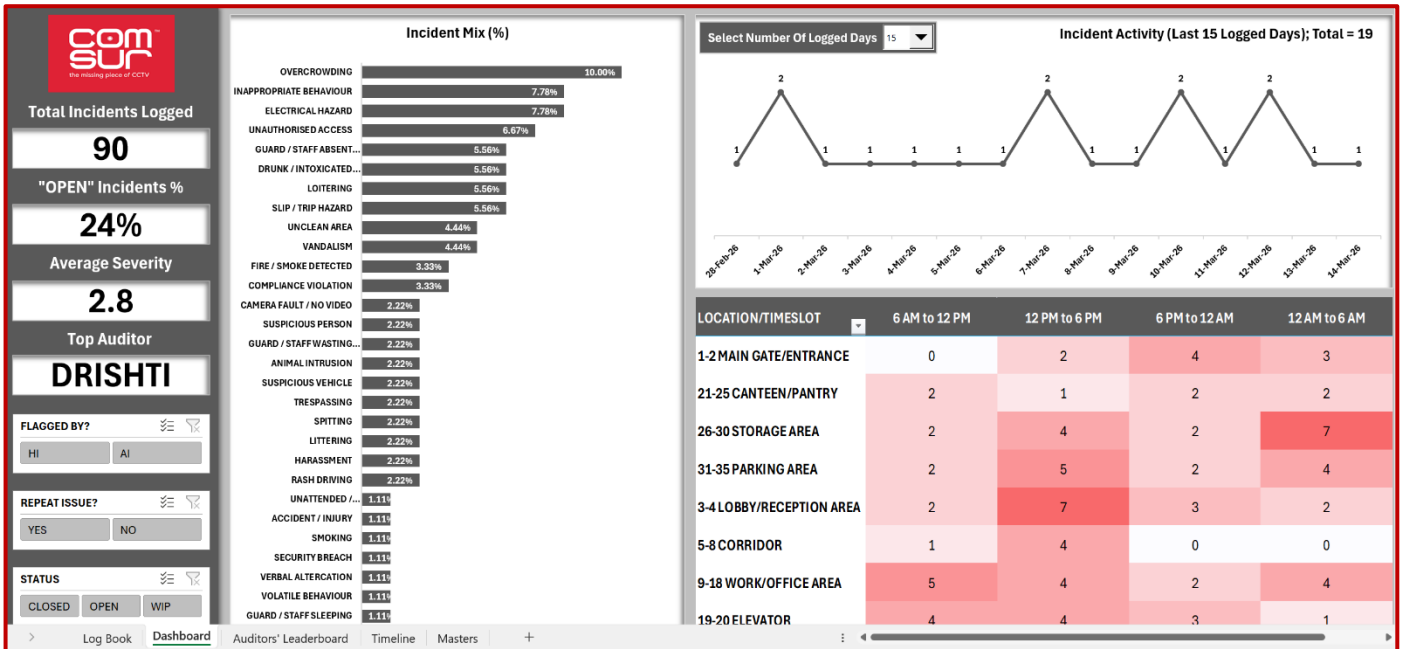 com
sur
the missing piece of CCTV
Total Incidents Logged
90
"OPEN" Incidents %
24%
Average Severity
2.8
Top Auditor
DRISHTI
FLAGGED BY?
HI AI
REPEAT ISSUE?
YES NO
STATUS
CLOSED OPEN WIP
Incident Mix (%)
OVERCROWDING 10.00%
INAPPROPRIATE BEHAVIOUR 7.78%
ELECTRICAL HAZARD 7.78%
UNAUTHORISED ACCESS 6.67%
GUARD / STAFF ABSENT... 5.56%
DRUNK / INTOXICATED... 5.56%
LOITERING 5.56%
SLIP / TRIP HAZARD 5.56%
UNCLEAN AREA 4.44%
VANDALISM 4.44%
FIRE / SMOKE DETECTED 3.33%
COMPLIANCE VIOLATION 3.33%
CAMERA FAULT / NO VIDEO 2.22%
SUSPICIOUS PERSON 2.22%
GUARD / STAFF WASTING... 2.22%
ANIMAL INTRUSION 2.22%
SUSPICIOUS VEHICLE 2.22%
TRESPASSING 2.22%
SPITTING 2.22%
LITTERING 2.22%
HARASSMENT 2.22%
RASH DRIVING 2.22%
UNATTENDED /... 1.11%
ACCIDENT / INJURY 1.11%
SMOKING 1.11%
SECURITY BREACH 1.11%
VERBAL ALTERCATION 1.11%
VOLATILE BEHAVIOUR 1.11%
GUARD / STAFF SLEEPING 1.11%
Select Number Of Logged Days 15
Incident Activity (Last 15 Logged Days); Total = 19
1 2 1 1 1 1 1 2 1 1 2 1 2 1 1
28-Feb-26 1-Mar-26 2-Mar-26 3-Mar-26 4-Mar-26 5-Mar-26 6-Mar-26 7-Mar-26 8-Mar-26 9-Mar-26 10-Mar-26 11-Mar-26 12-Mar-26 13-Mar-26 14-Mar-26
LOCATION/TIMESLOT 6 AM to 12 PM 12 PM to 6 PM 6 PM to 12 AM 12 AM to 6 AM
1-2 MAIN GATE/ENTRANCE 0 2 4 3
21-25 CANTEEN/PANTRY 2 1 2 2
26-30 STORAGE AREA 2 4 2 7
31-35 PARKING AREA 2 5 2 4
3-4 LOBBY/RECEPTION AREA 2 7 3 2
5-8 CORRIDOR 1 4 0 0
9-18 WORK/OFFICE AREA 5 4 2 4
19-20 ELEVATOR 4 4 3 1
Log Book Dashboard Auditors' Leaderboard Timeline Masters